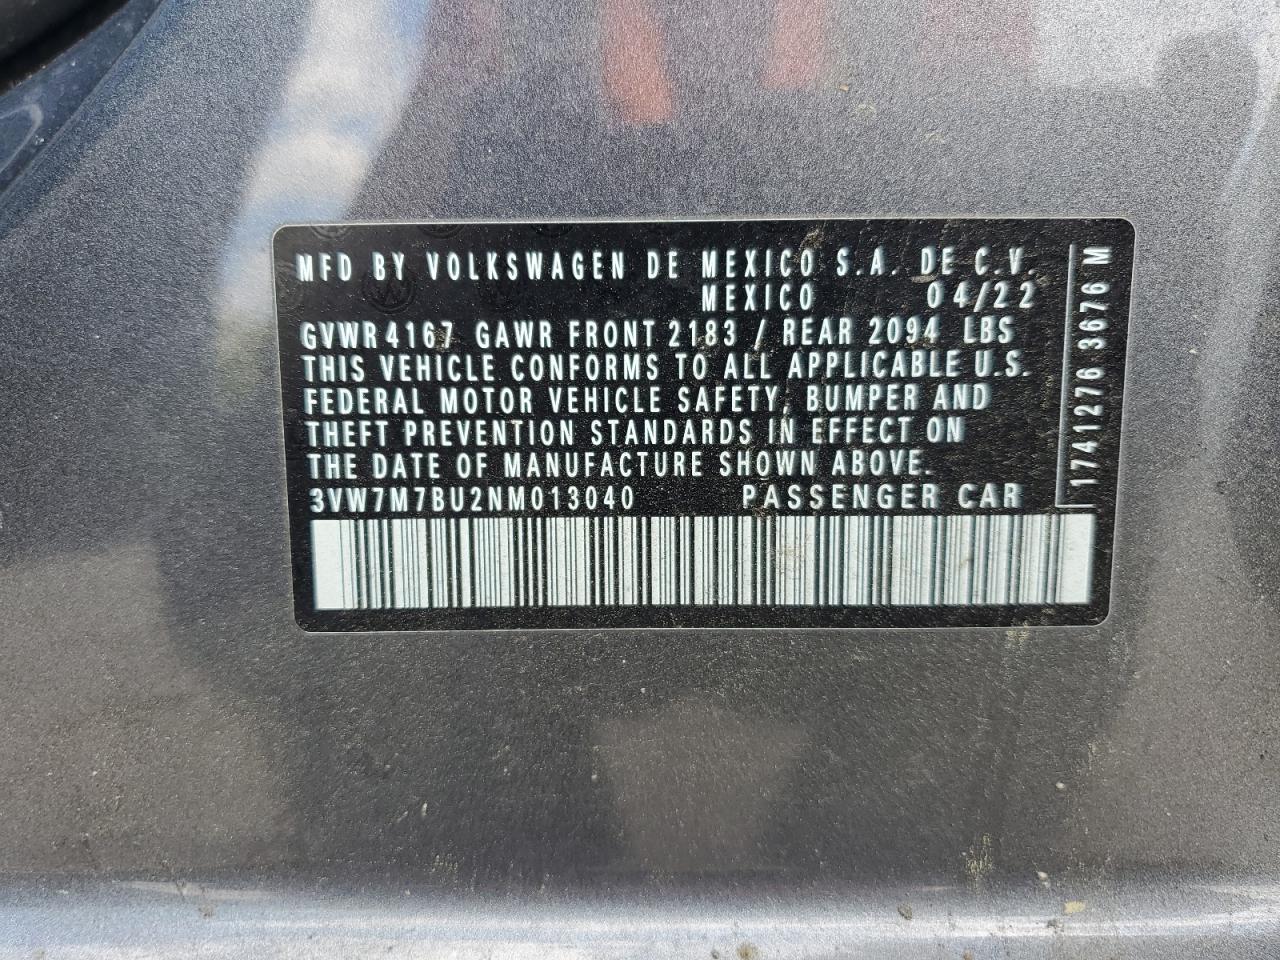 MFD BY VOLKSWAGEN DE MEXICO S.A. DE C.V.
MEXICO 04/22
GVWR 4167 GAWR FRONT 2183 / REAR 2094 LBS
THIS VEHICLE CONFORMS TO ALL APPLICABLE U.S.
FEDERAL MOTOR VEHICLE SAFETY, BUMPER AND
THEFT PREVENTION STANDARDS IN EFFECT ON
THE DATE OF MANUFACTURE SHOWN ABOVE.
3VW7M7BU2NM013040 PASSENGER CAR
1741276 3676 M